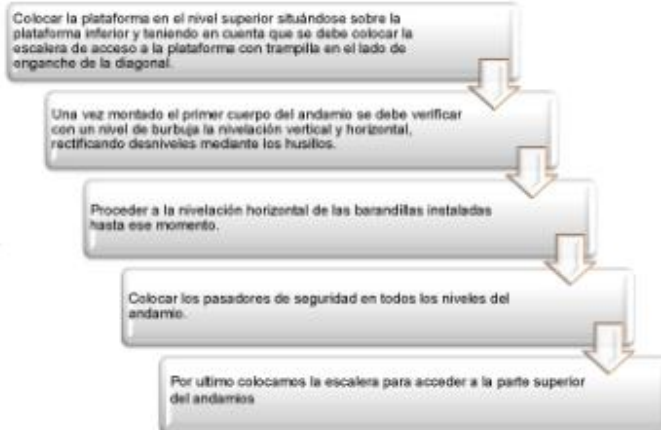 Colocar la plataforma en el nivel superior situándose sobre la
plataforma inferior y teniendo en cuenta que se debe colocar la
escalera de acceso a la plataforma con trampilla en el lado de
enganche de la diagonal.
Una vez montado el primer cuerpo del andamio se debe verificar
con un nivel de burbuja la nivelación vertical y horizontal,
rectificando desniveles mediante los husillos.
Proceder a la nivelación horizontal de las barandillas instaladas
hasta ese momento.
Colocar los pasadores de seguridad en todos los niveles del
andamio.
Por ultimo colocamos la escalera para acceder a la parte superior
del andamios